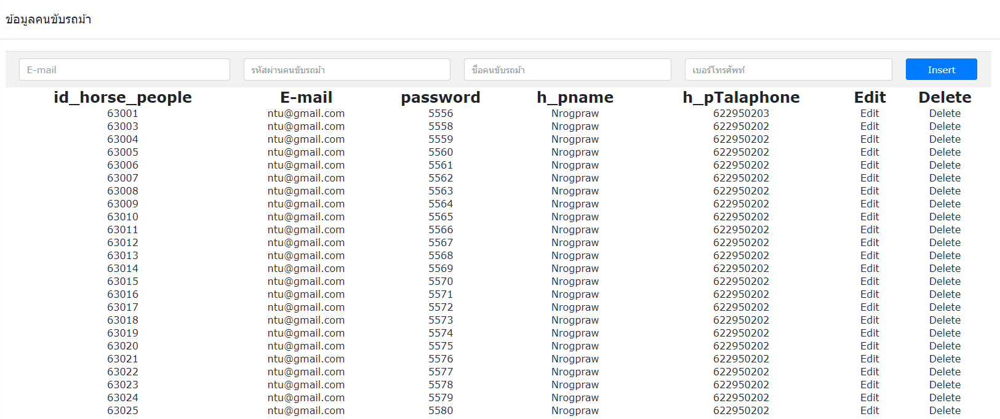 ข้อมูลคนขับรถม้า
E-mail รหัสผ่านคนขับรถม้า ชื่อคนขับรถม้า เบอร์โทรศัพท์ Insert
id_horse_people E-mail password h_pname h_pTalaphone Edit Delete
63001 ntu@gmail.com 5556 Nrogpraw 622950203 Edit Delete
63003 ntu@gmail.com 5558 Nrogpraw 622950202 Edit Delete
63004 ntu@gmail.com 5559 Nrogpraw 622950202 Edit Delete
63005 ntu@gmail.com 5560 Nrogpraw 622950202 Edit Delete
63006 ntu@gmail.com 5561 Nrogpraw 622950202 Edit Delete
63007 ntu@gmail.com 5562 Nrogpraw 622950202 Edit Delete
63008 ntu@gmail.com 5563 Nrogpraw 622950202 Edit Delete
63009 ntu@gmail.com 5564 Nrogpraw 622950202 Edit Delete
63010 ntu@gmail.com 5565 Nrogpraw 622950202 Edit Delete
63011 ntu@gmail.com 5566 Nrogpraw 622950202 Edit Delete
63012 ntu@gmail.com 5567 Nrogpraw 622950202 Edit Delete
63013 ntu@gmail.com 5568 Nrogpraw 622950202 Edit Delete
63014 ntu@gmail.com 5569 Nrogpraw 622950202 Edit Delete
63015 ntu@gmail.com 5570 Nrogpraw 622950202 Edit Delete
63016 ntu@gmail.com 5571 Nrogpraw 622950202 Edit Delete
63017 ntu@gmail.com 5572 Nrogpraw 622950202 Edit Delete
63018 ntu@gmail.com 5573 Nrogpraw 622950202 Edit Delete
63019 ntu@gmail.com 5574 Nrogpraw 622950202 Edit Delete
63020 ntu@gmail.com 5575 Nrogpraw 622950202 Edit Delete
63021 ntu@gmail.com 5576 Nrogpraw 622950202 Edit Delete
63022 ntu@gmail.com 5577 Nrogpraw 622950202 Edit Delete
63023 ntu@gmail.com 5578 Nrogpraw 622950202 Edit Delete
63024 ntu@gmail.com 5579 Nrogpraw 622950202 Edit Delete
63025 ntu@gmail.com 5580 Nrogpraw 622950202 Edit Delete